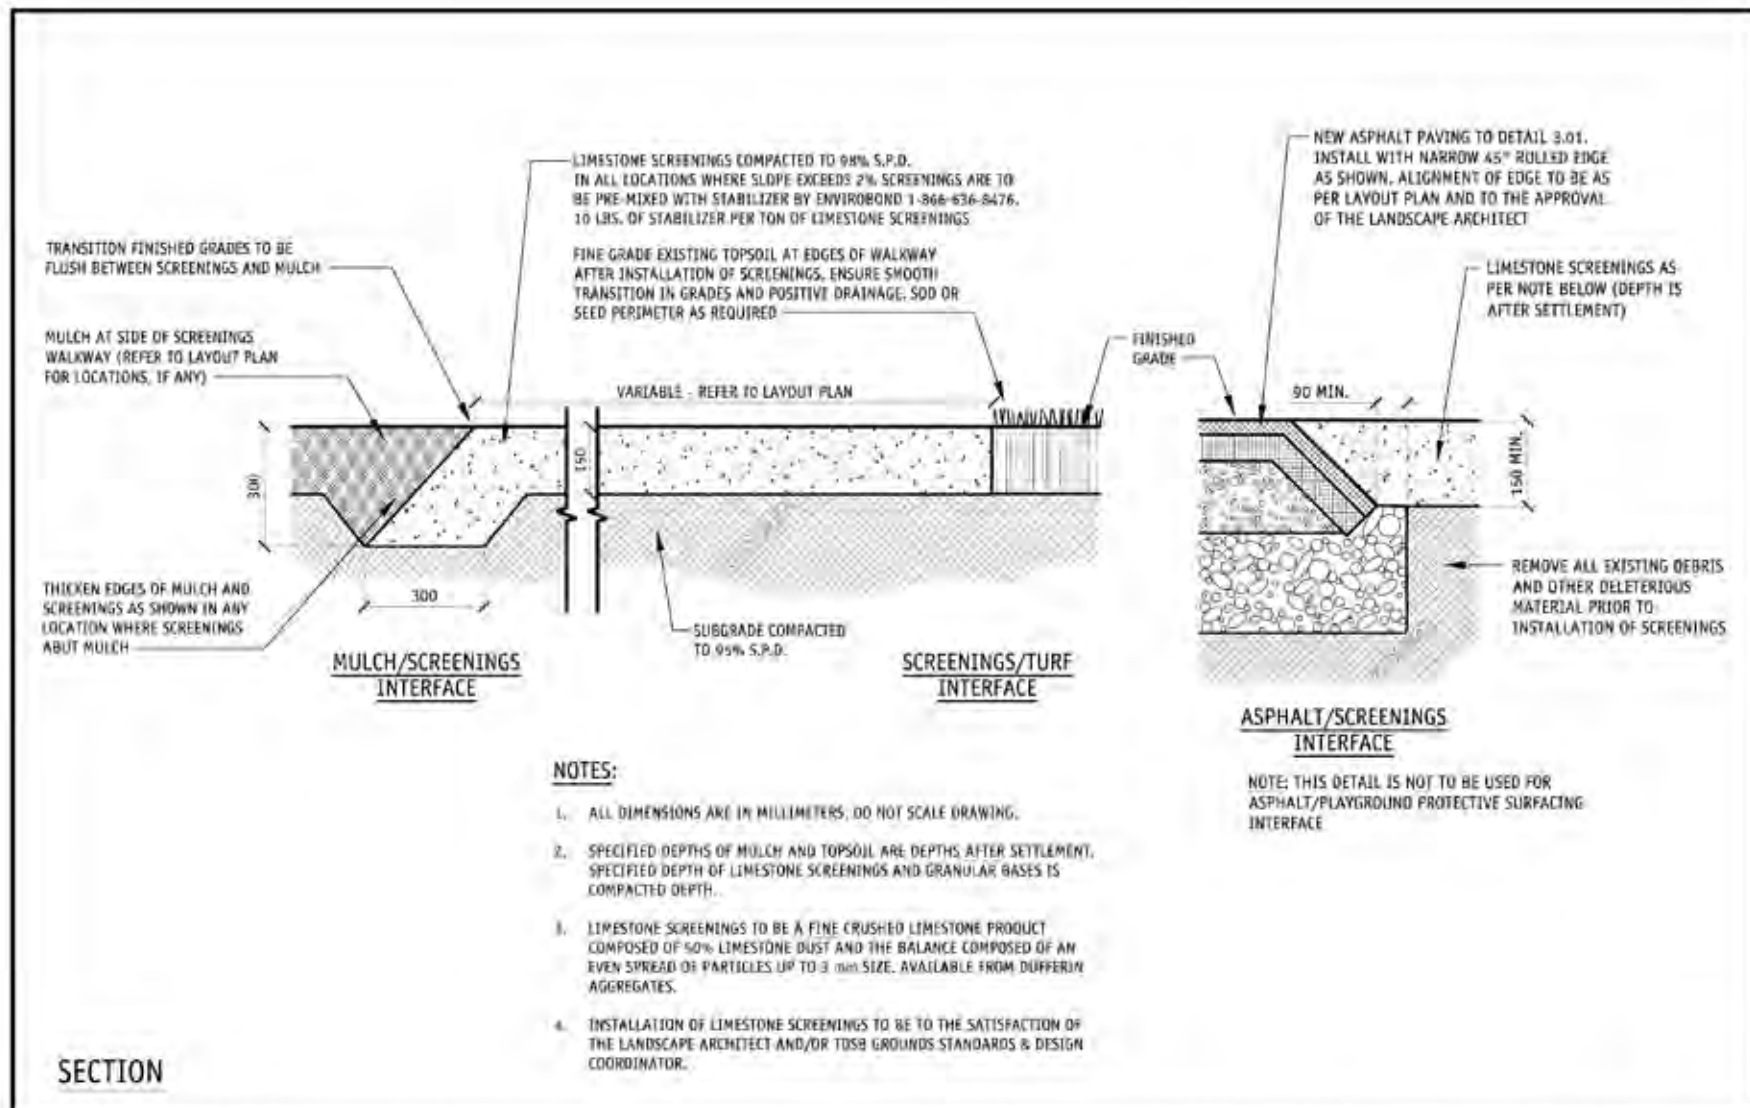 LIMESTONE SCREENINGS COMPACTED TO 98% S.P.D.
IN ALL LOCATIONS WHERE SLOPE EXCEEDS 2% SCREENINGS ARE TO
BE PRE-MIXED WITH STABILIZER BY ENVIROBOND 1-866-636-8476.
10 LBS. OF STABILIZER PER TON OF LIMESTONE SCREENINGS
NEW ASPHALT PAVING TO DETAIL 3.01.
INSTALL WITH NARROW 45° ROLLED EDGE
AS SHOWN. ALIGNMENT OF EDGE TO BE AS
PER LAYOUT PLAN AND TO THE APPROVAL
OF THE LANDSCAPE ARCHITECT
TRANSITION FINISHED GRADES TO BE
FLUSH BETWEEN SCREENINGS AND MULCH
FINE GRADE EXISTING TOPSOIL AT EDGES OF WALKWAY
AFTER INSTALLATION OF SCREENINGS. ENSURE SMOOTH
TRANSITION IN GRADES AND POSITIVE DRAINAGE. SOD OR
SEED PERIMETER AS REQUIRED
LIMESTONE SCREENINGS AS
PER NOTE BELOW (DEPTH IS
AFTER SETTLEMENT)
MULCH AT SIDE OF SCREENINGS
WALKWAY (REFER TO LAYOUT PLAN
FOR LOCATIONS, IF ANY)
FINISHED
GRADE
VARIABLE - REFER TO LAYOUT PLAN
90 MIN.
300
150
150 MIN.
THICKEN EDGES OF MULCH AND
SCREENINGS AS SHOWN IN ANY
LOCATION WHERE SCREENINGS
ABUT MULCH
300
SUBGRADE COMPACTED
TO 95% S.P.D.
REMOVE ALL EXISTING DEBRIS
AND OTHER DELETERIOUS
MATERIAL PRIOR TO
INSTALLATION OF SCREENINGS
MULCH/SCREENINGS
INTERFACE
SCREENINGS/TURF
INTERFACE
ASPHALT/SCREENINGS
INTERFACE
NOTE: THIS DETAIL IS NOT TO BE USED FOR
ASPHALT/PLAYGROUND PROTECTIVE SURFACING
INTERFACE
NOTES:
1. ALL DIMENSIONS ARE IN MILLIMETERS. DO NOT SCALE DRAWING.
2. SPECIFIED DEPTHS OF MULCH AND TOPSOIL ARE DEPTHS AFTER SETTLEMENT.
SPECIFIED DEPTH OF LIMESTONE SCREENINGS AND GRANULAR BASES IS
COMPACTED DEPTH.
3. LIMESTONE SCREENINGS TO BE A FINE CRUSHED LIMESTONE PRODUCT
COMPOSED OF 50% LIMESTONE DUST AND THE BALANCE COMPOSED OF AN
EVEN SPREAD OF PARTICLES UP TO 3 mm SIZE. AVAILABLE FROM DUFFERIN
AGGREGATES.
4. INSTALLATION OF LIMESTONE SCREENINGS TO BE TO THE SATISFACTION OF
THE LANDSCAPE ARCHITECT AND/OR TDSB GROUNDS STANDARDS & DESIGN
COORDINATOR.
SECTION